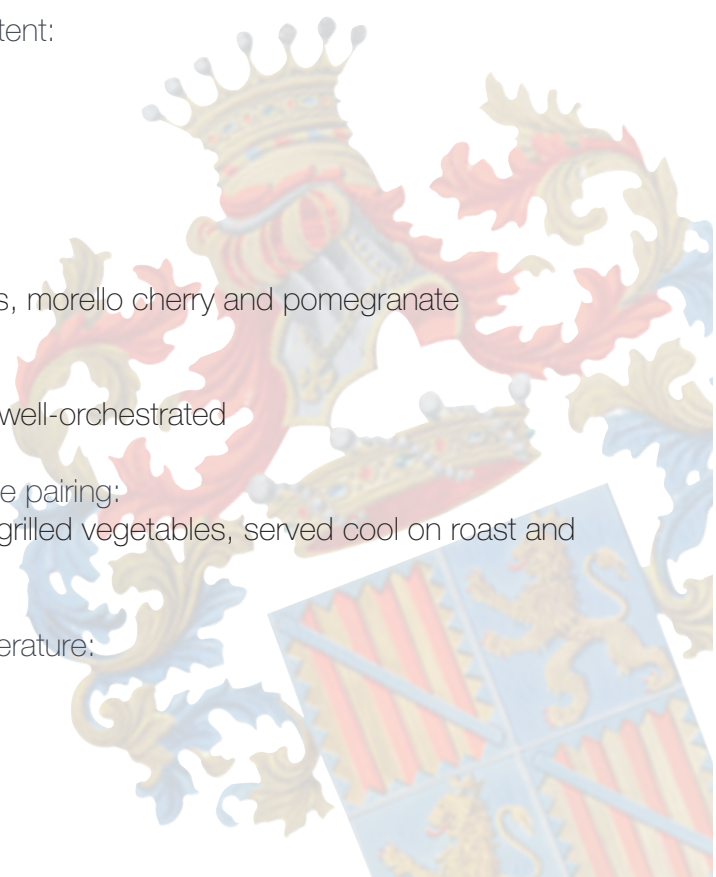 tent:
s, morello cherry and pomegranate
well-orchestrated
e pairing:
grilled vegetables, served cool on roast and
erature: